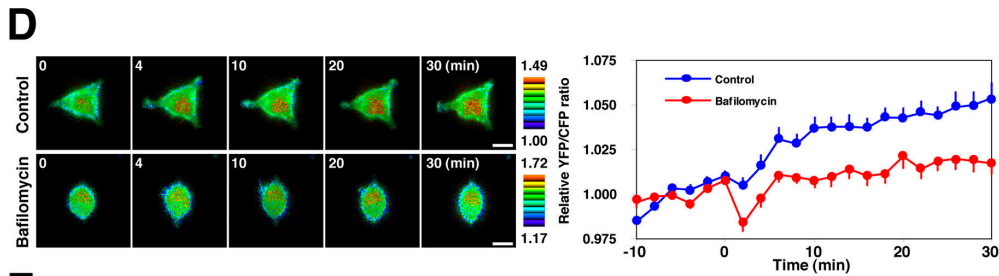 D
Control
0
4
10
20
30 (min)
1.49
1.00
Bafilomycin
0
4
10
20
30 (min)
1.72
1.17
Relative YFP/CFP ratio
1.075
1.050
1.025
1.000
0.975
Control
Bafilomycin
-10
0
10
20
30
Time (min)